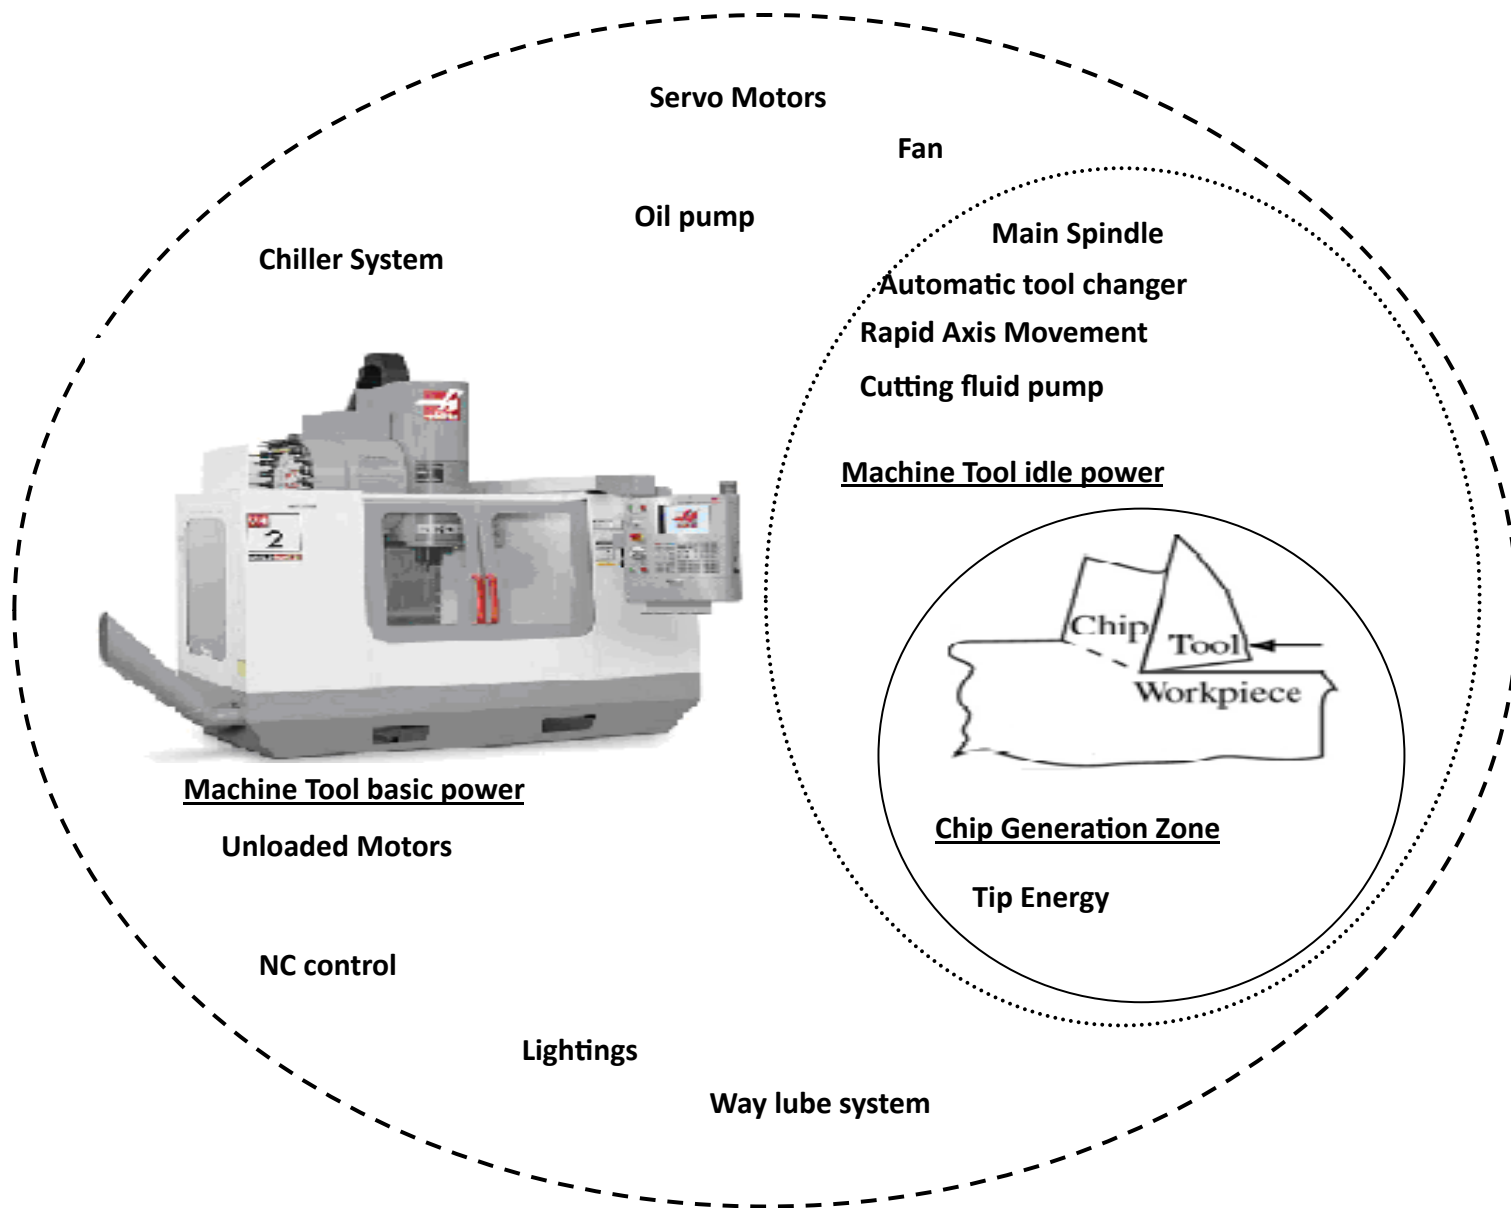 Servo Motors
Fan
Oil pump
Chiller System
Main Spindle
Automatic tool changer
Rapid Axis Movement
Cutting fluid pump
Machine Tool idle power
2
Chip
Tool
Workpiece
Machine Tool basic power
Chip Generation Zone
Unloaded Motors
Tip Energy
NC control
Lightings
Way lube system